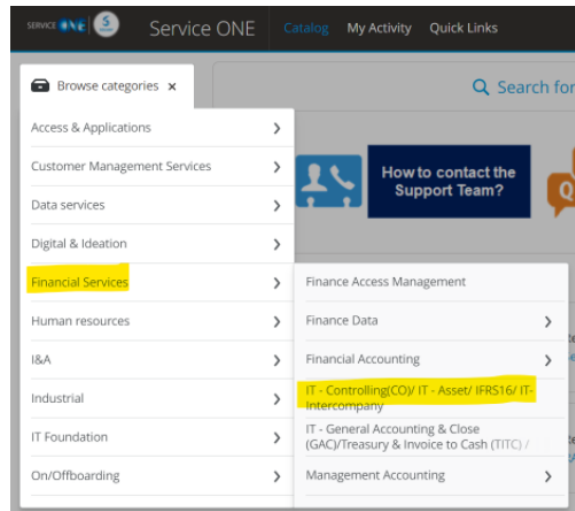 SERVICE ONE
Service ONE
Catalog
My Activity
Quick Links
Browse categories x
Search for
Access & Applications
Customer Management Services
Data services
Digital & Ideation
Financial Services
Human resources
I&A
Industrial
IT Foundation
On/Offboarding
How to contact the
Support Team?
Q
Finance Access Management
Finance Data
Financial Accounting
IT - Controlling(CO)/ IT - Asset/ IFRS16/ IT-
Intercompany
IT - General Accounting & Close
(GAC)/Treasury & Invoice to Cash (TITC) /
Management Accounting